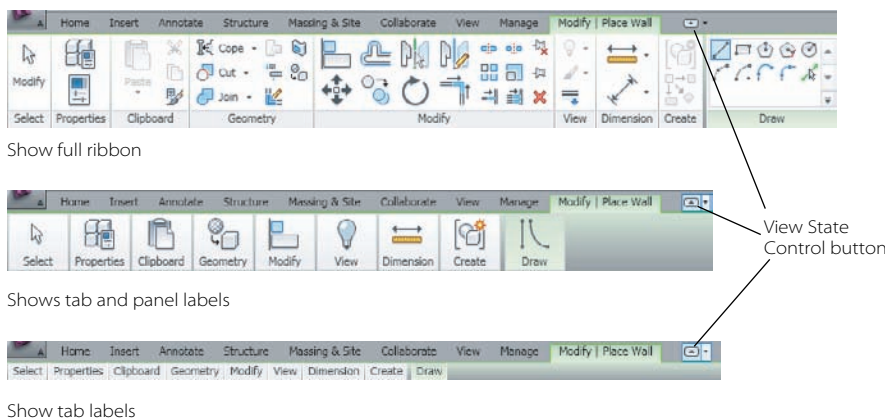 Home Insert Annotate Structure Massing & Site Collaborate View Manage Modify | Place Wall
Modify Paste Cope Cut Join
Select Properties Clipboard Geometry Modify View Dimension Create Draw
Show full ribbon
Home Insert Annotate Structure Massing & Site Collaborate View Manage Modify | Place Wall
Select Properties Clipboard Geometry Modify View Dimension Create Draw
View State
Control button
Shows tab and panel labels
Home Insert Annotate Structure Massing & Site Collaborate View Manage Modify | Place Wall
Select Properties Clipboard Geometry Modify View Dimension Create Draw
Show tab labels